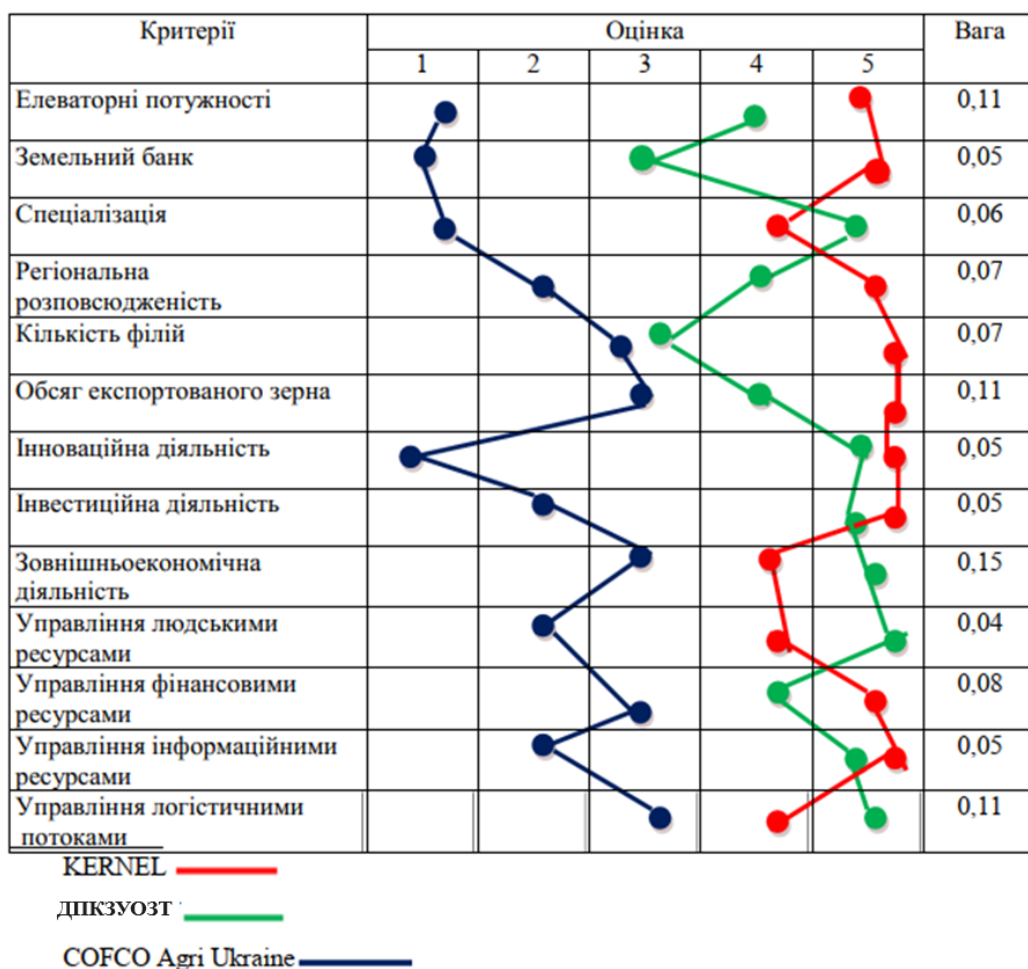 Критерії Оцінка Вага
1 2 3 4 5
Елеваторні потужності 0,11
Земельний банк 0,05
Спеціалізація 0,06
Регіональна 0,07
розповсюдженість
Кількість філій 0,07
Обсяг експортованого зерна 0,11
Інноваційна діяльність 0,05
Інвестиційна діяльність 0,05
Зовнішньоекономічна 0,15
діяльність
Управління людськими 0,04
ресурсами
Управління фінансовими 0,08
ресурсами
Управління інформаційними 0,05
ресурсами
Управління логістичними 0,11
потоками
KERNEL
ДПКЗУОЗТ
COFCO Agri Ukraine